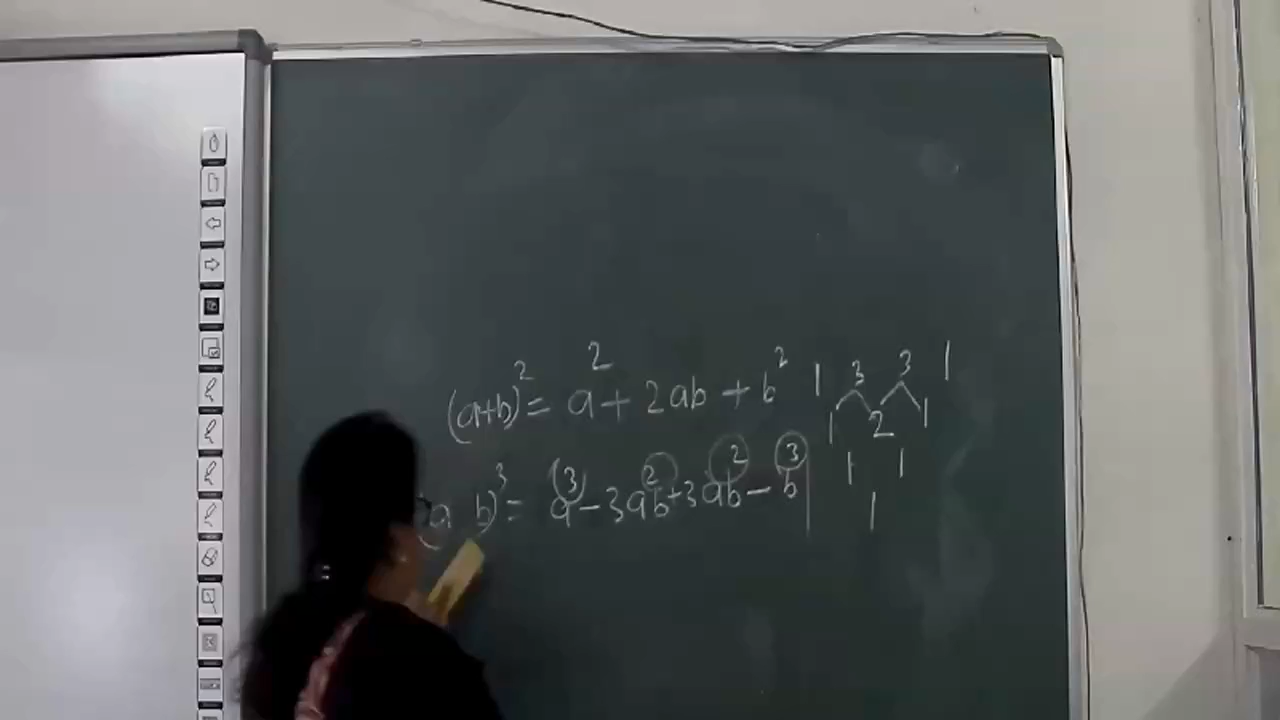 (a+b)² = a² + 2ab + b²
(a b)³ = a³ - 3a²b + 3ab² - b³
1 3 3 1
1 2 1
1 1
1